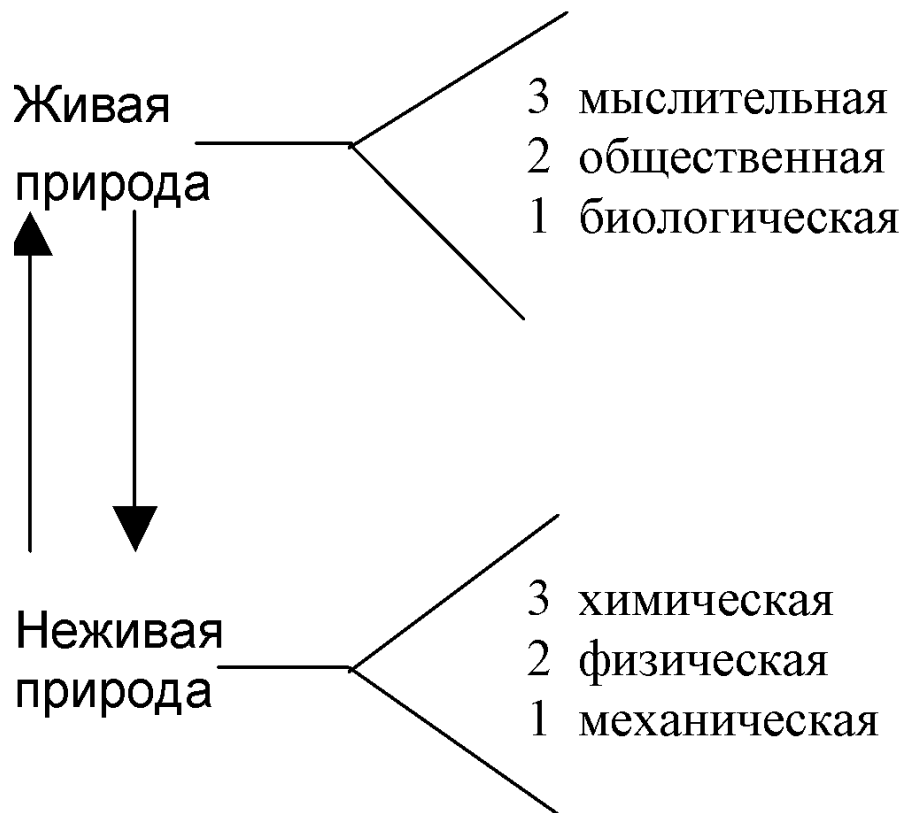 Живая
природа
3 мыслительная
2 общественная
1 биологическая
Неживая
природа
3 химическая
2 физическая
1 механическая